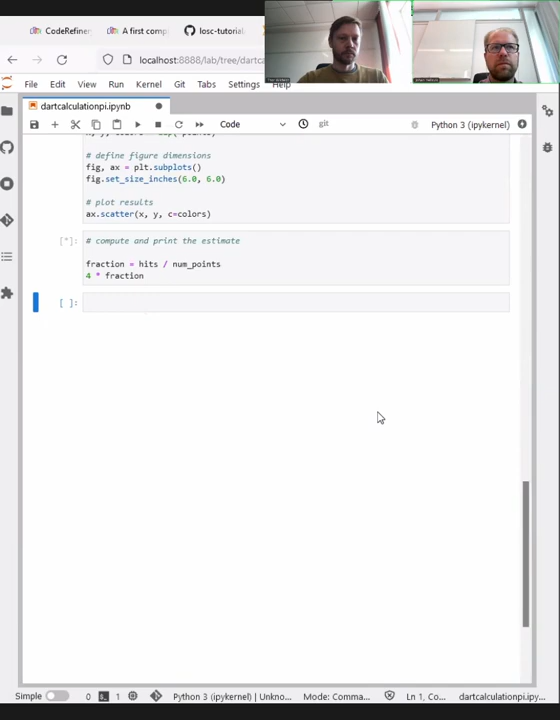 CodeRefine
A first comp
losc-tutoria
localhost:8888/lab/tree/dartc
File Edit View Run Kernel Git Tabs Settings Help
dartcalculationpi.ipynb
Code
git
Python 3 (ipykernel)
# define figure dimensions
fig, ax = plt.subplots()
fig.set_size_inches(6.0, 6.0)
# plot results
ax.scatter(x, y, c=colors)
[*]:
# compute and print the estimate
fraction = hits / num_points
4 * fraction
[ ]:
Simple
0
1
Python 3 (ipykernel) | Unkno...
Mode: Comma...
Ln 1, Co...
dartcalculationpi.ipy...